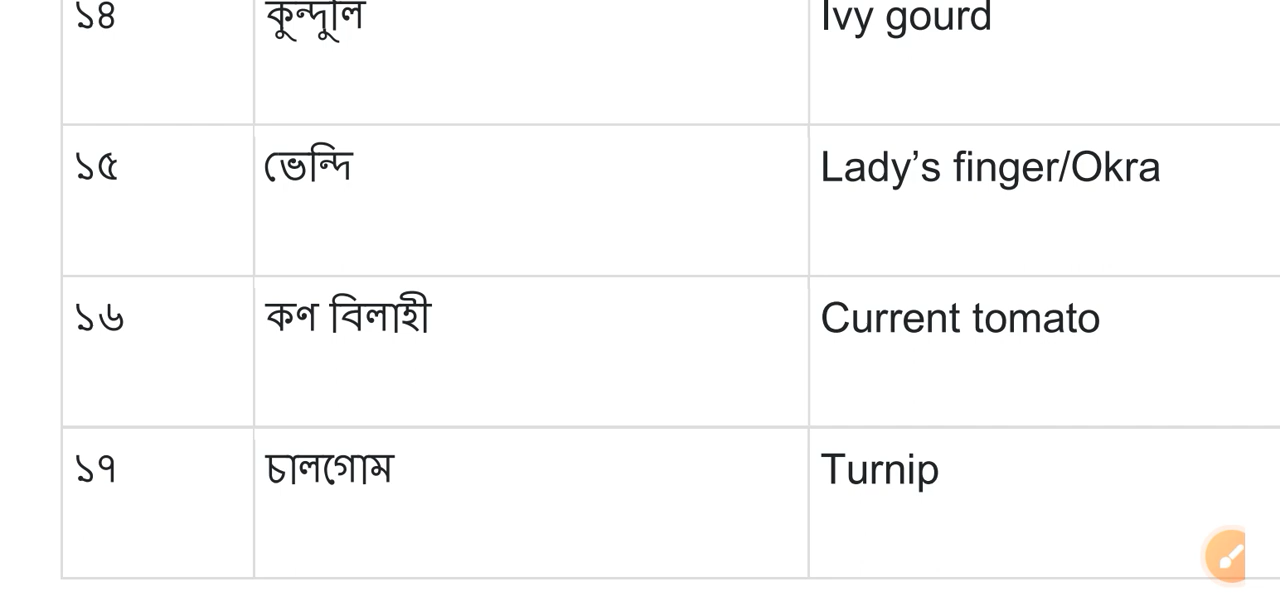 ১৪ কুন্দুলি Ivy gourd
১৫ ভেন্দি Lady’s finger/Okra
১৬ কণ বিলাহী Current tomato
১৭ চালগোম Turnip